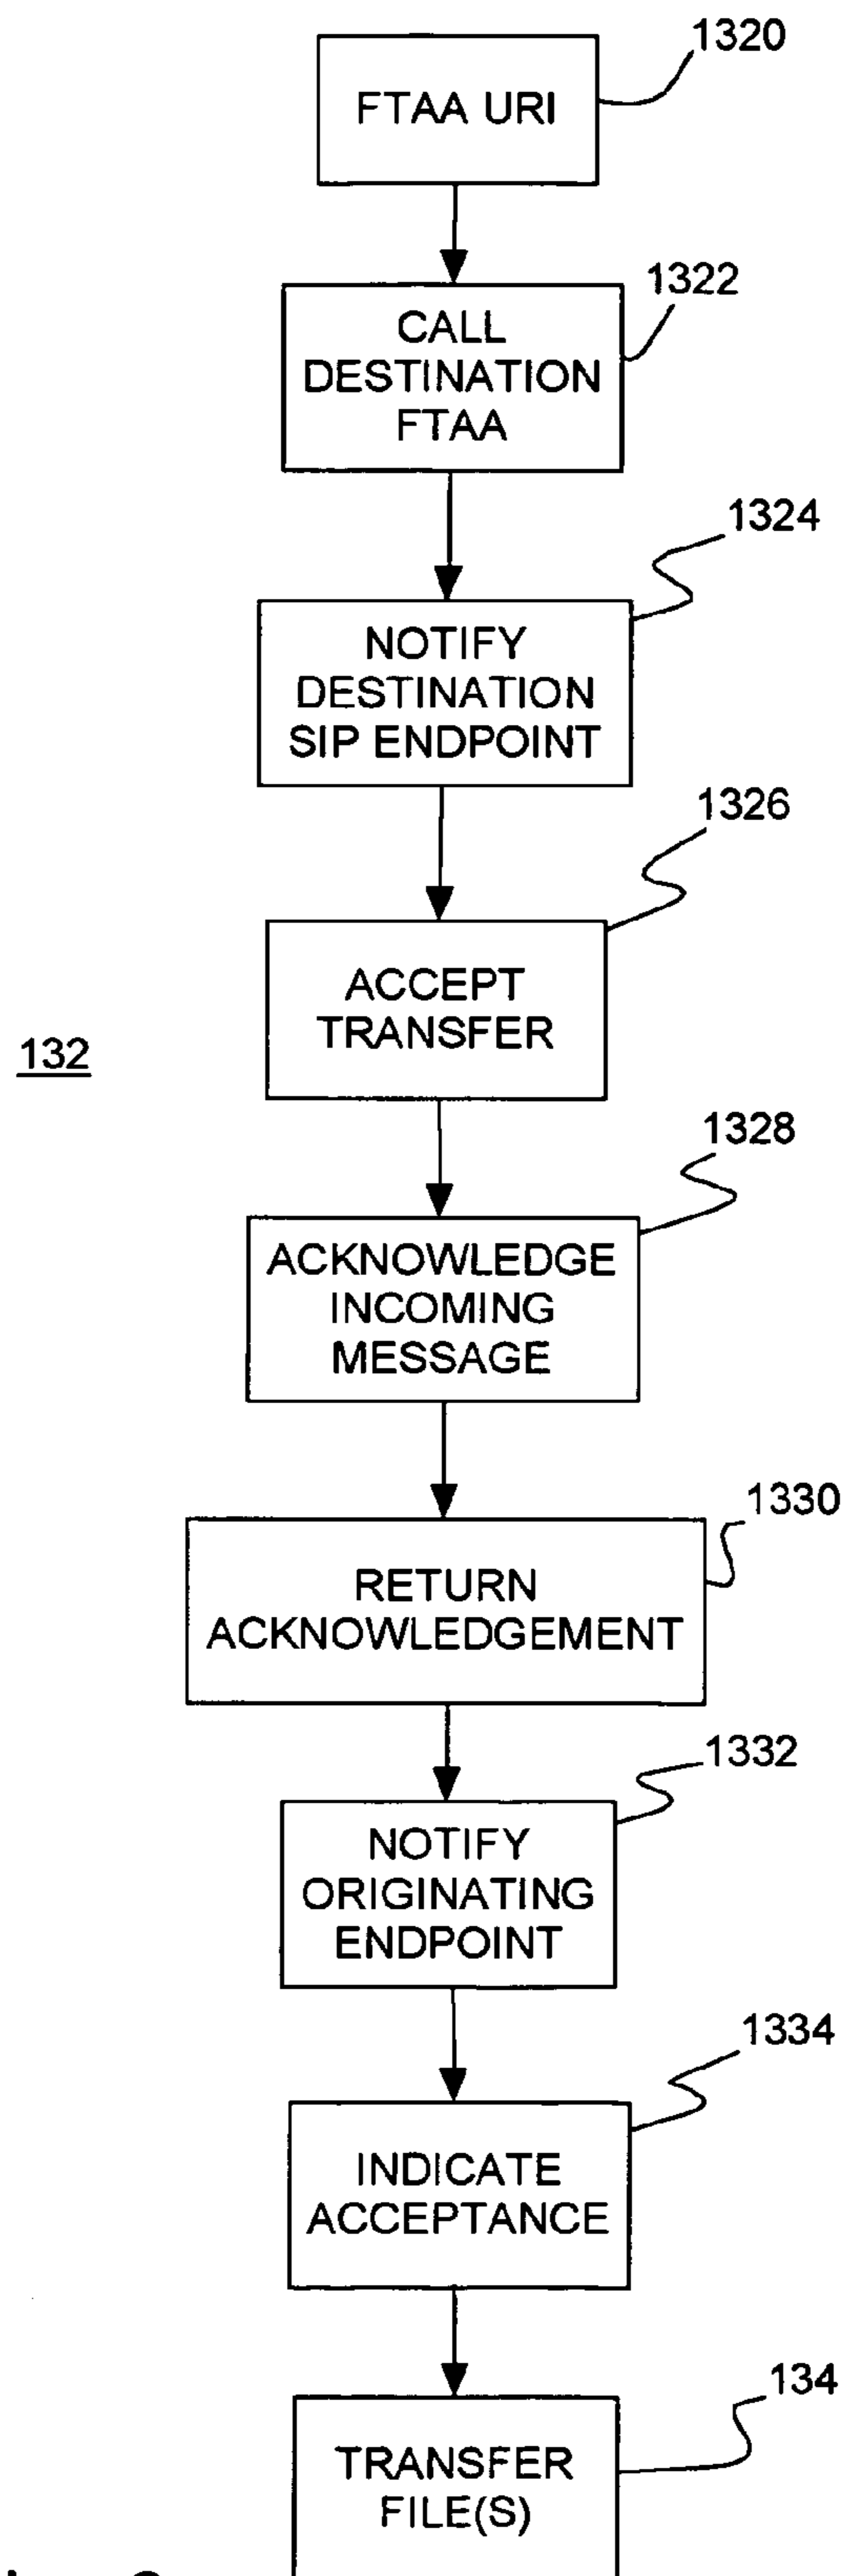 1320
FTAA URI
1322
CALL
DESTINATION
FTAA
1324
NOTIFY
DESTINATION
SIP ENDPOINT
1326
ACCEPT
TRANSFER
132
1328
ACKNOWLEDGE
INCOMING
MESSAGE
1330
RETURN
ACKNOWLEDGEMENT
1332
NOTIFY
ORIGINATING
ENDPOINT
1334
INDICATE
ACCEPTANCE
134
TRANSFER
FILE(S)